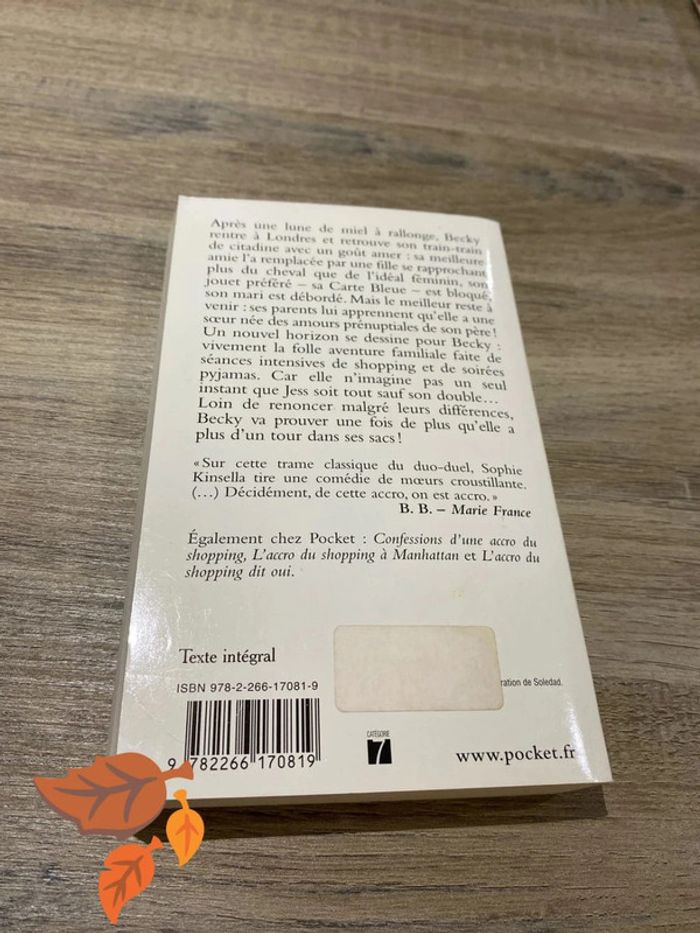 Après une lune de miel à rallonge, Becky
rentre à Londres et retrouve son train-train
de citadine avec un goût amer : sa meilleure
amie l'a remplacée par une fille se rapprochant
plus du cheval que de l'idéal féminin, son
jouet préféré – sa Carte Bleue – est bloqué,
son mari est débordé. Mais le meilleur reste à
venir : ses parents lui apprennent qu'elle a une
sœur née des amours prénuptiales de son père !
Un nouvel horizon se dessine pour Becky :
vivement la folle aventure familiale faite de
séances intensives de shopping et de soirées
pyjamas. Car elle n'imagine pas un seul
instant que Jess soit tout sauf son double...
Loin de renoncer malgré leurs différences,
Becky va prouver une fois de plus qu'elle a
plus d'un tour dans ses sacs !
« Sur cette trame classique du duo-duel, Sophie
Kinsella tire une comédie de mœurs croustillante.
(...) Décidément, de cette accro, on est accro. »
B. B. – Marie France
Également chez Pocket : Confessions d'une accro du
shopping, L'accro du shopping à Manhattan et L'accro du
shopping dit oui.
Texte intégral
ration de Soledad.
ISBN 978-2-266-17081-9
9 782266 170819
CATÉGORIE
7
www.pocket.fr